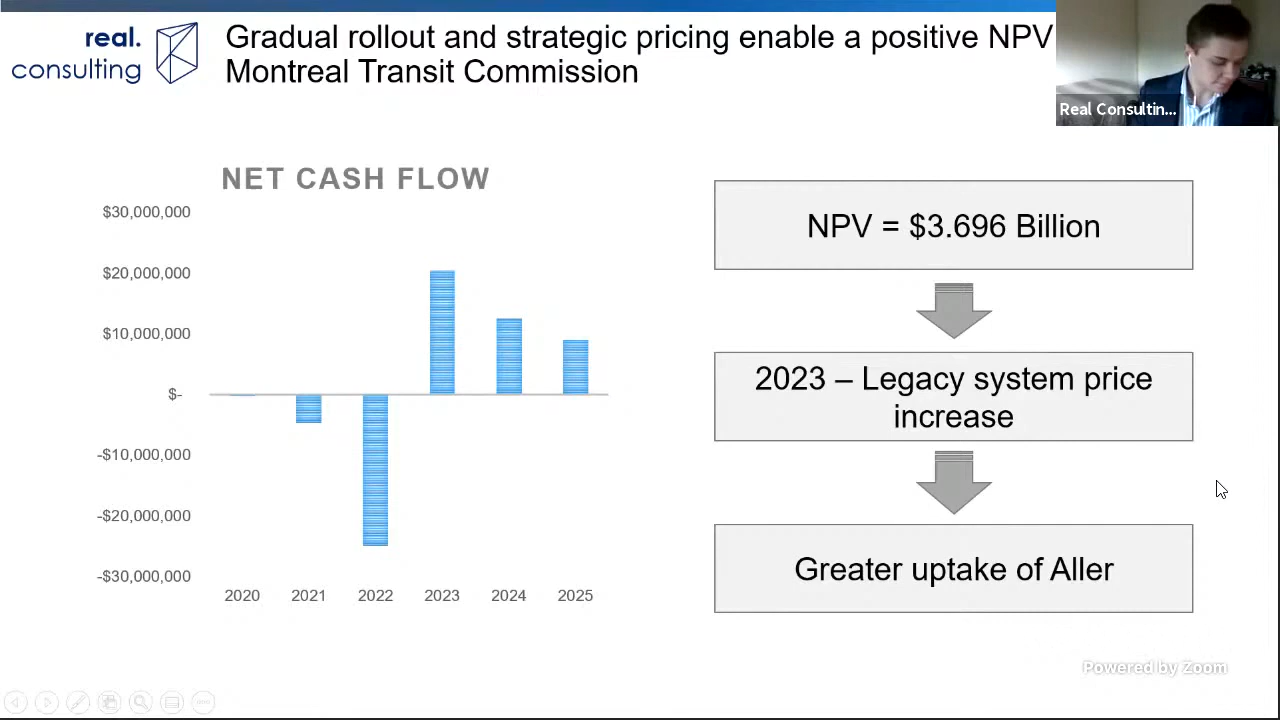 real.
consulting
Gradual rollout and strategic pricing enable a positive NPV
Montreal Transit Commission
Real Consultin...
NET CASH FLOW
$30,000,000
$20,000,000
$10,000,000
$-
-$10,000,000
-$20,000,000
-$30,000,000
2020 2021 2022 2023 2024 2025
NPV = $3.696 Billion
2023 – Legacy system price
increase
Greater uptake of Aller
Powered by Zoom